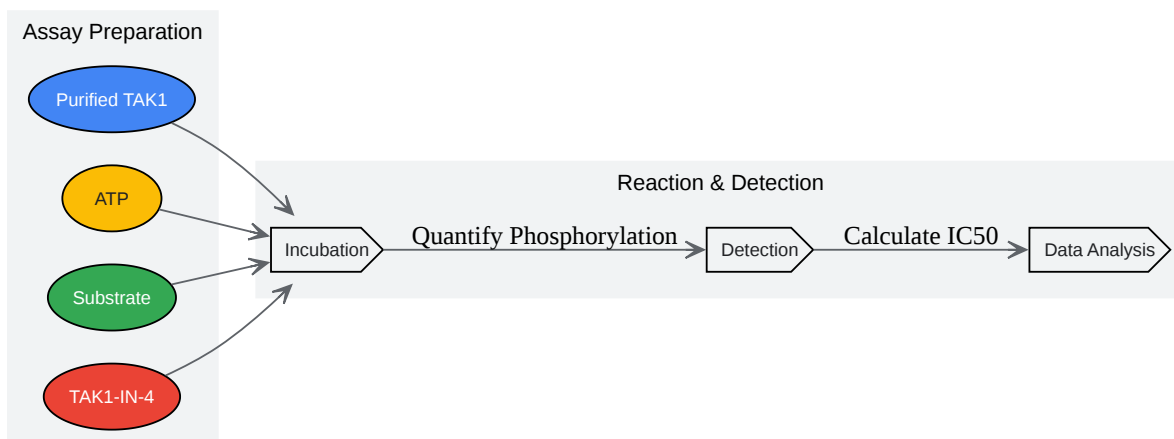 Assay Preparation
Purified TAK1
ATP
Substrate
TAK1-IN-4
Reaction & Detection
Incubation
Quantify Phosphorylation
Detection
Calculate IC50
Data Analysis